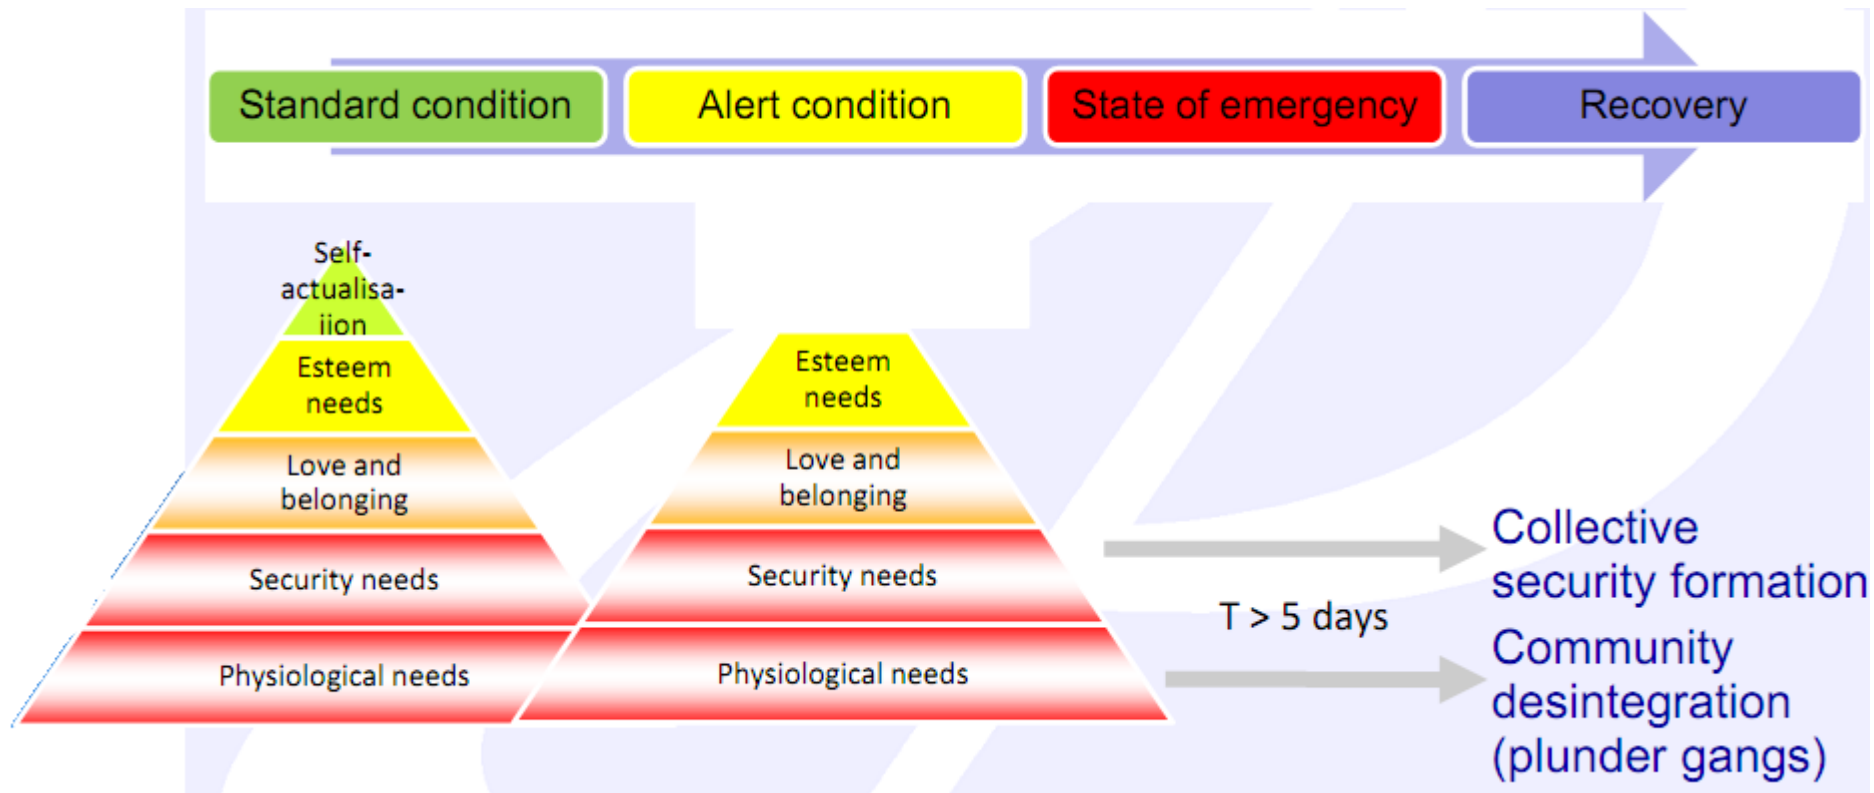 Standard condition
Alert condition
State of emergency
Recovery
Self-
actualisa-
iion
Esteem
needs
Love and
belonging
Security needs
Physiological needs
Esteem
needs
Love and
belonging
Security needs
Physiological needs
T > 5 days
Collective
security formation
Community
desintegration
(plunder gangs)